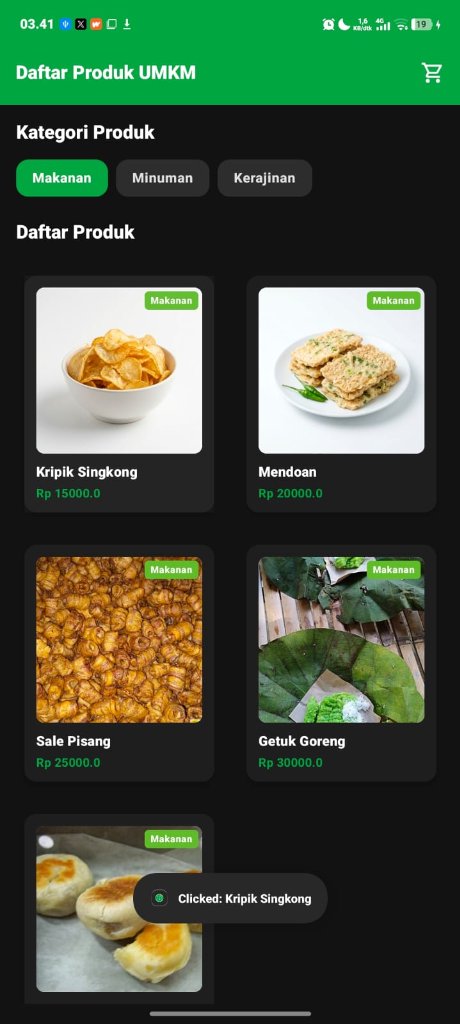 03.41
1,6
KB/dtk
4G
19
Daftar Produk UMKM
Kategori Produk
Makanan
Minuman
Kerajinan
Daftar Produk
Makanan
Makanan
Kripik Singkong
Mendoan
Rp 15000.0
Rp 20000.0
Makanan
Makanan
Sale Pisang
Getuk Goreng
Rp 25000.0
Rp 30000.0
Makanan
Clicked: Kripik Singkong